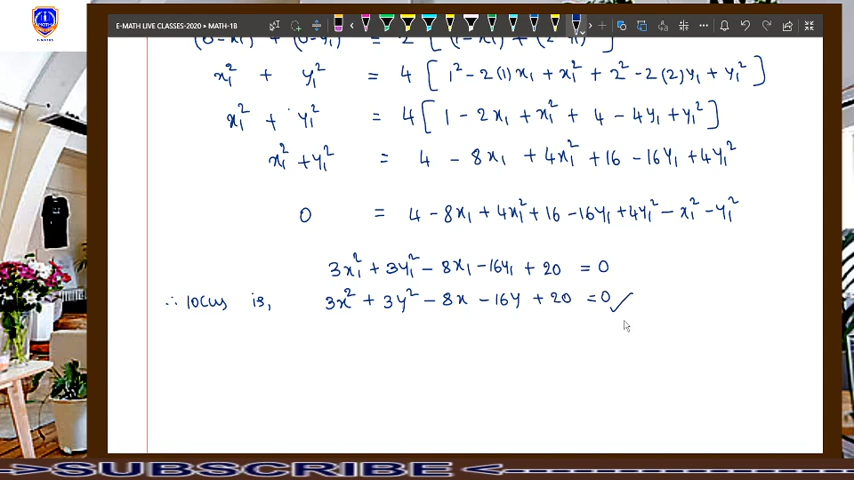 E-MATH LIVE CLASSES-2020 > MATH-18
x₁² + y₁² = 4 [ 1² - 2(1)x₁ + x₁² + 2² - 2(2)y₁ + y₁² ]
x₁² + y₁² = 4 [ 1 - 2x₁ + x₁² + 4 - 4y₁ + y₁² ]
x₁² + y₁² = 4 - 8x₁ + 4x₁² + 16 - 16y₁ + 4y₁²
0 = 4 - 8x₁ + 4x₁² + 16 - 16y₁ + 4y₁² - x₁² - y₁²
3x₁² + 3y₁² - 8x₁ - 16y₁ + 20 = 0
∴ locus is, 3x² + 3y² - 8x - 16y + 20 = 0 ✓
SUBSCRIBE